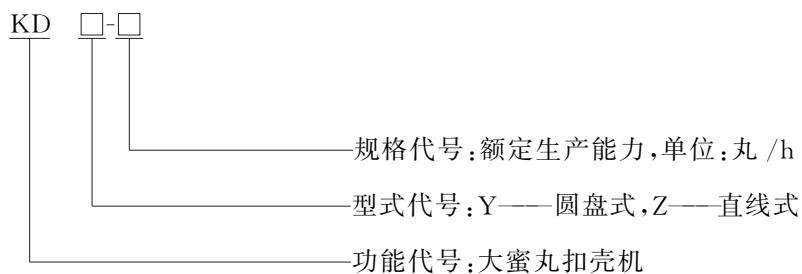 KD □-□
规格代号:额定生产能力,单位:丸/h
型式代号:Y——圆盘式,Z——直线式
功能代号:大蜜丸扣壳机